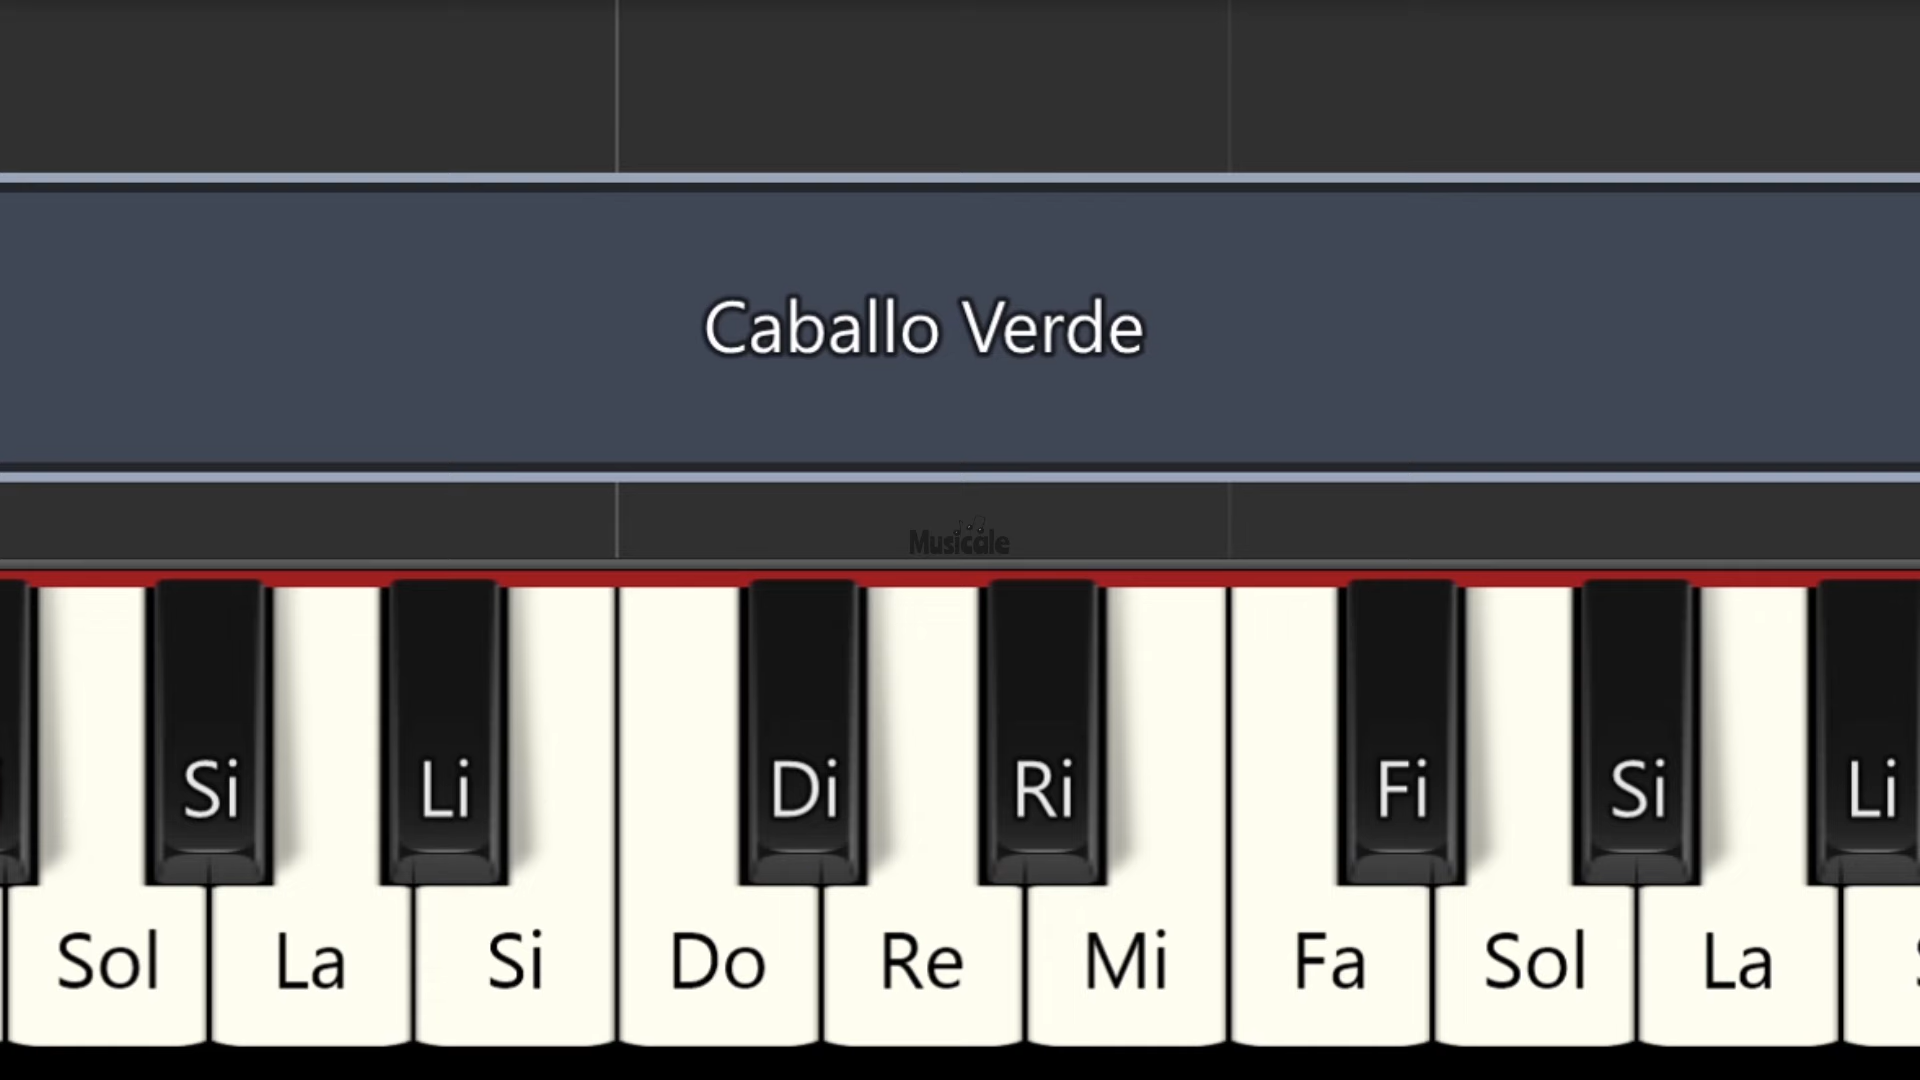 Caballo Verde
Musicale
Si Li Di Ri Fi Si Li
Sol La Si Do Re Mi Fa Sol La